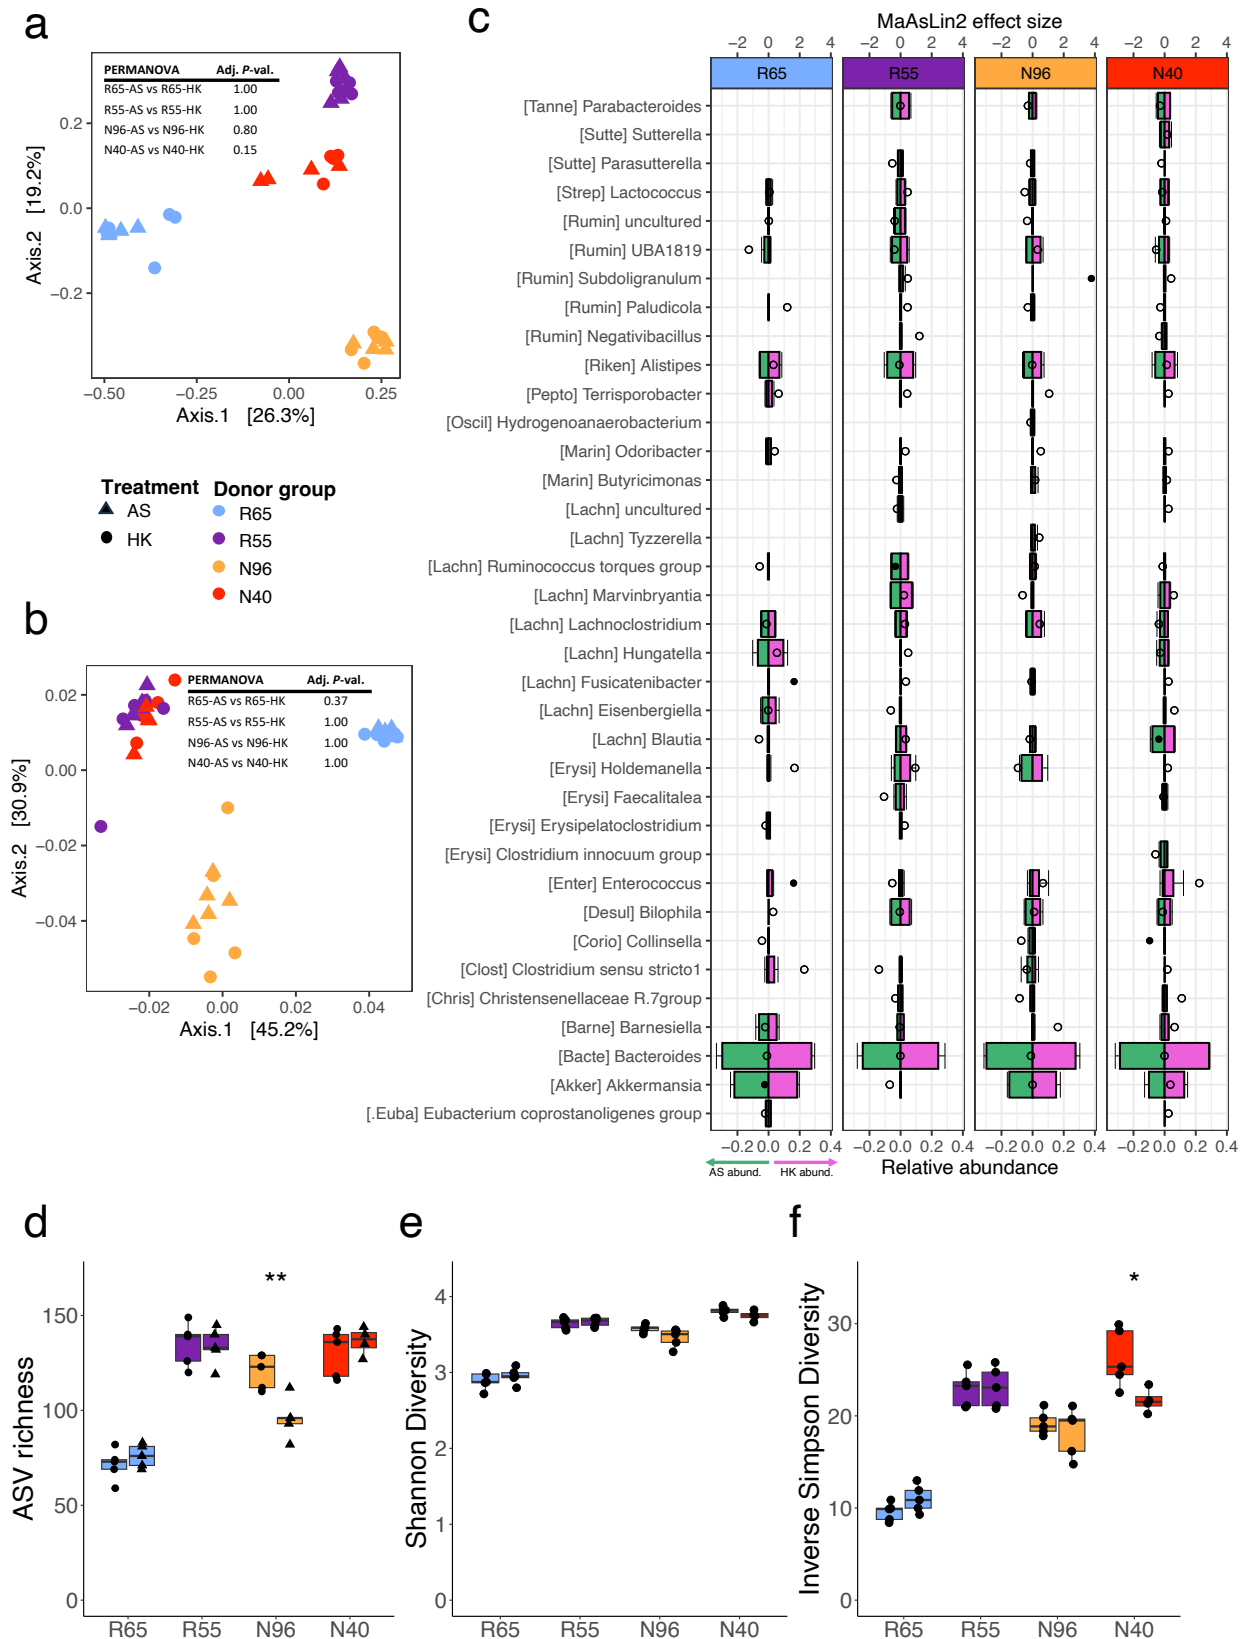 a
PERMANOVA Adj. P-val.
R65-AS vs R65-HK 1.00
R55-AS vs R55-HK 1.00
N96-AS vs N96-HK 0.80
N40-AS vs N40-HK 0.15
0.2
0.0
−0.2
Axis.2 [19.2%]
−0.50 −0.25 0.00 0.25
Axis.1 [26.3%]
Treatment
AS
HK
Donor group
R65
R55
N96
N40
b
PERMANOVA Adj. P-val.
R65-AS vs R65-HK 0.37
R55-AS vs R55-HK 1.00
N96-AS vs N96-HK 1.00
N40-AS vs N40-HK 1.00
0.02
0.00
−0.02
−0.04
Axis.2 [30.9%]
−0.02 0.00 0.02 0.04
Axis.1 [45.2%]
c
MaAsLin2 effect size
−2 0 2 4 −2 0 2 4 −2 0 2 4 −2 0 2 4
R65 R55 N96 N40
[Tanne] Parabacteroides
[Sutte] Sutterella
[Sutte] Parasutterella
[Strep] Lactococcus
[Rumin] uncultured
[Rumin] UBA1819
[Rumin] Subdoligranulum
[Rumin] Paludicola
[Rumin] Negativibacillus
[Riken] Alistipes
[Pepto] Terrisporobacter
[Oscil] Hydrogenoanaerobacterium
[Marin] Odoribacter
[Marin] Butyricimonas
[Lachn] uncultured
[Lachn] Tyzzerella
[Lachn] Ruminococcus torques group
[Lachn] Marvinbryantia
[Lachn] Lachnoclostridium
[Lachn] Hungatella
[Lachn] Fusicatenibacter
[Lachn] Eisenbergiella
[Lachn] Blautia
[Erysi] Holdemanella
[Erysi] Faecalitalea
[Erysi] Erysipelatoclostridium
[Erysi] Clostridium innocuum group
[Enter] Enterococcus
[Desul] Bilophila
[Corio] Collinsella
[Clost] Clostridium sensu stricto1
[Chris] Christensenellaceae R.7group
[Barne] Barnesiella
[Bacte] Bacteroides
[Akker] Akkermansia
[.Euba] Eubacterium coprostanoligenes group
−0.2 0.0 0.2 0.4 −0.2 0.0 0.2 0.4 −0.2 0.0 0.2 0.4 −0.2 0.0 0.2 0.4
AS abund. HK abund.
Relative abundance
d
**
150
100
50
0
ASV richness
R65 R55 N96 N40
e
4
3
2
1
0
Shannon Diversity
R65 R55 N96 N40
f
*
30
20
10
0
Inverse Simpson Diversity
R65 R55 N96 N40